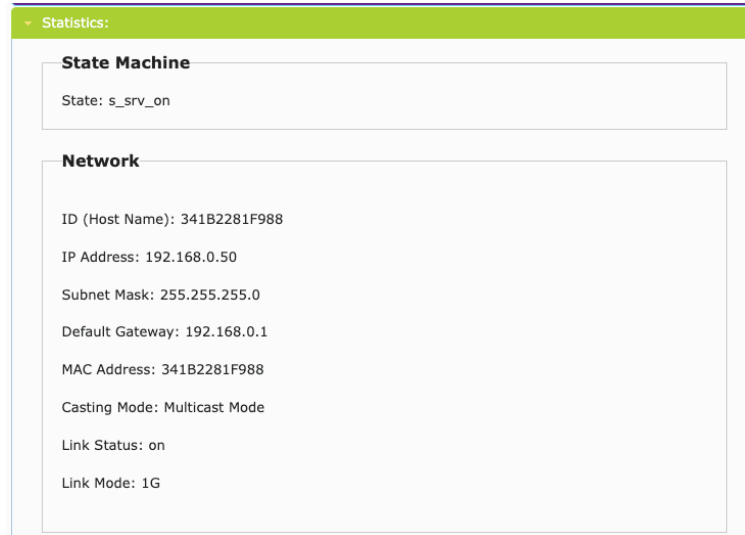 Statistics:
State Machine
State: s_srv_on
Network
ID (Host Name): 341B2281F988
IP Address: 192.168.0.50
Subnet Mask: 255.255.255.0
Default Gateway: 192.168.0.1
MAC Address: 341B2281F988
Casting Mode: Multicast Mode
Link Status: on
Link Mode: 1G